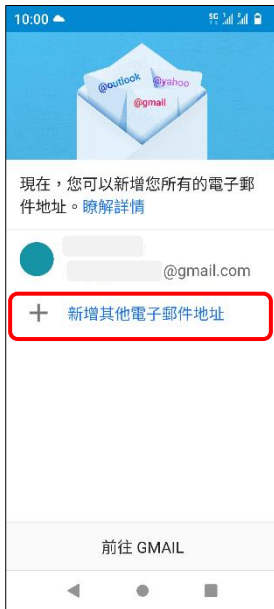 10:00 5G
@outlook @yahoo
@gmail
現在，您可以新增您所有的電子郵
件地址。瞭解詳情
@gmail.com
新增其他電子郵件地址
前往 GMAIL